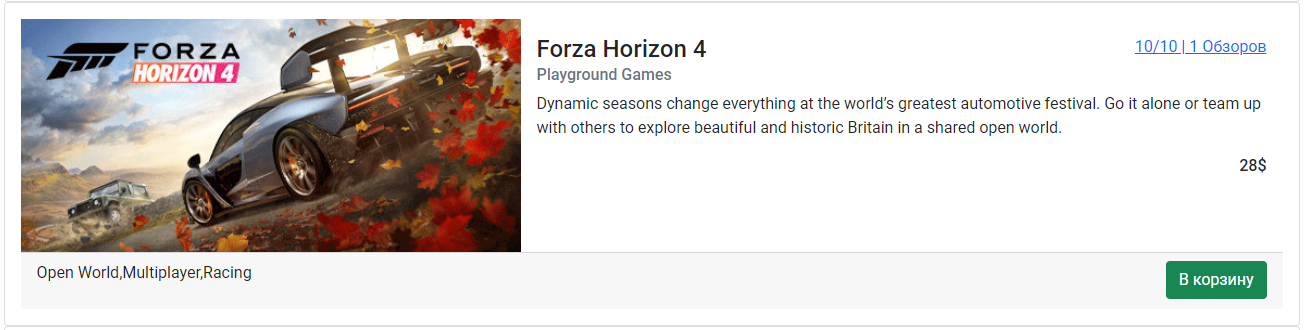 FORZA
HORIZON 4
Forza Horizon 4
10/10 | 1 Обзоров
Playground Games
Dynamic seasons change everything at the world’s greatest automotive festival. Go it alone or team up
with others to explore beautiful and historic Britain in a shared open world.
28$
Open World,Multiplayer,Racing
В корзину